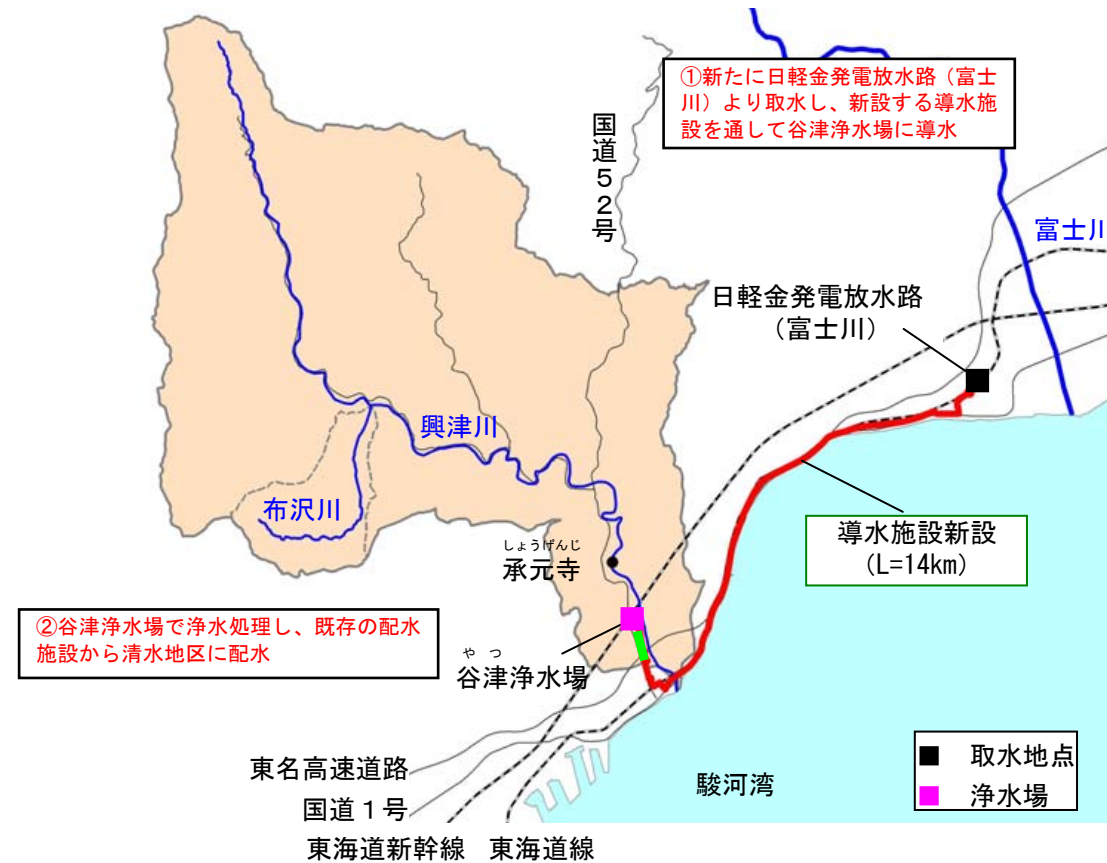 ①新たに日軽金発電放水路（富士
川）より取水し、新設する導水施
設を通して谷津浄水場に導水
国道５２号
富士川
日軽金発電放水路
（富士川）
興津川
布沢川
導水施設新設
(L=14km)
しょうげんじ
承元寺
②谷津浄水場で浄水処理し、既存の配水
施設から清水地区に配水
やつ
谷津浄水場
東名高速道路
国道１号
東海道新幹線
東海道線
駿河湾
取水地点
浄水場